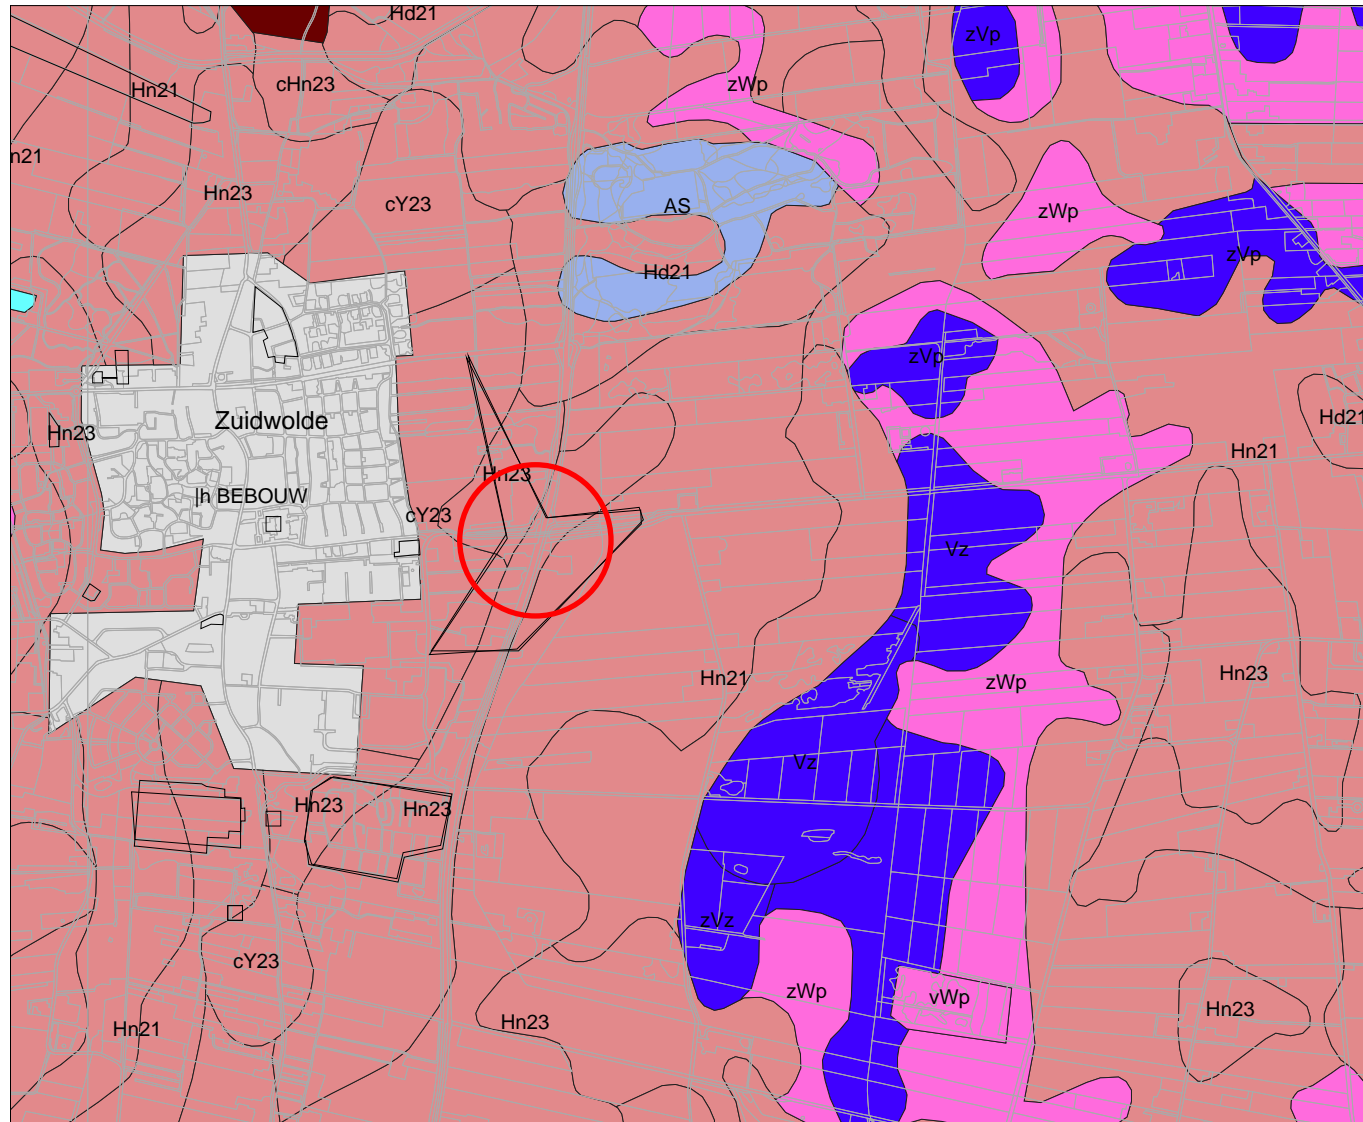 Hd21
zVp
Hn21
cHn23
zWp
n21
Hn23
cY23
AS
zWp
zVp
Hd21
zVp
Zuidwolde
Hn23
Hd21
Hn21
Hn23
|h BEBOUW
cY23
Vz
Hn21
zWp
Hn23
Vz
Hn23
Hn23
zVz
cY23
zWp
vWp
Hn21
Hn23
Hn23